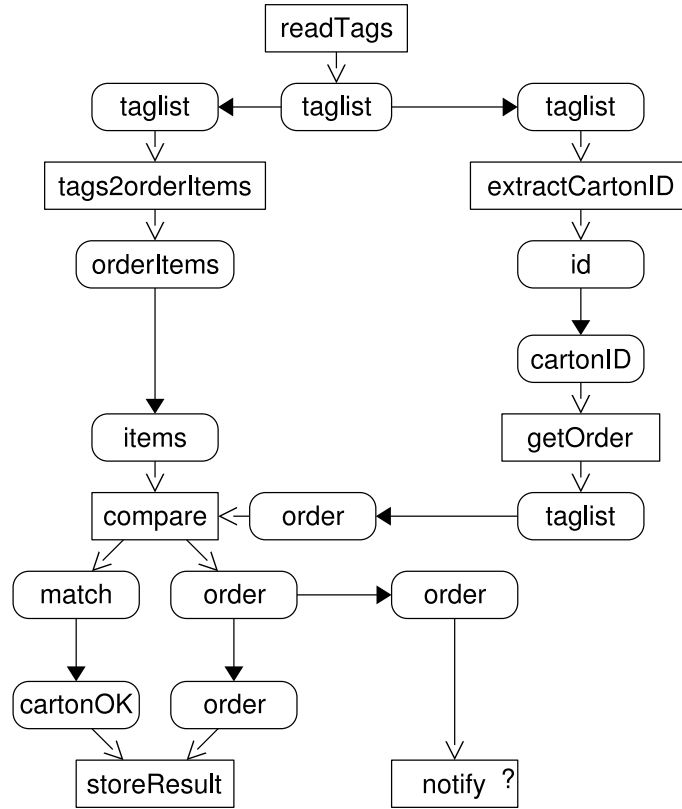 readTags
taglist
taglist
taglist
tags2orderItems
extractCartonID
orderItems
id
cartonID
items
getOrder
compare
order
taglist
match
order
order
cartonOK
order
storeResult
notify ?